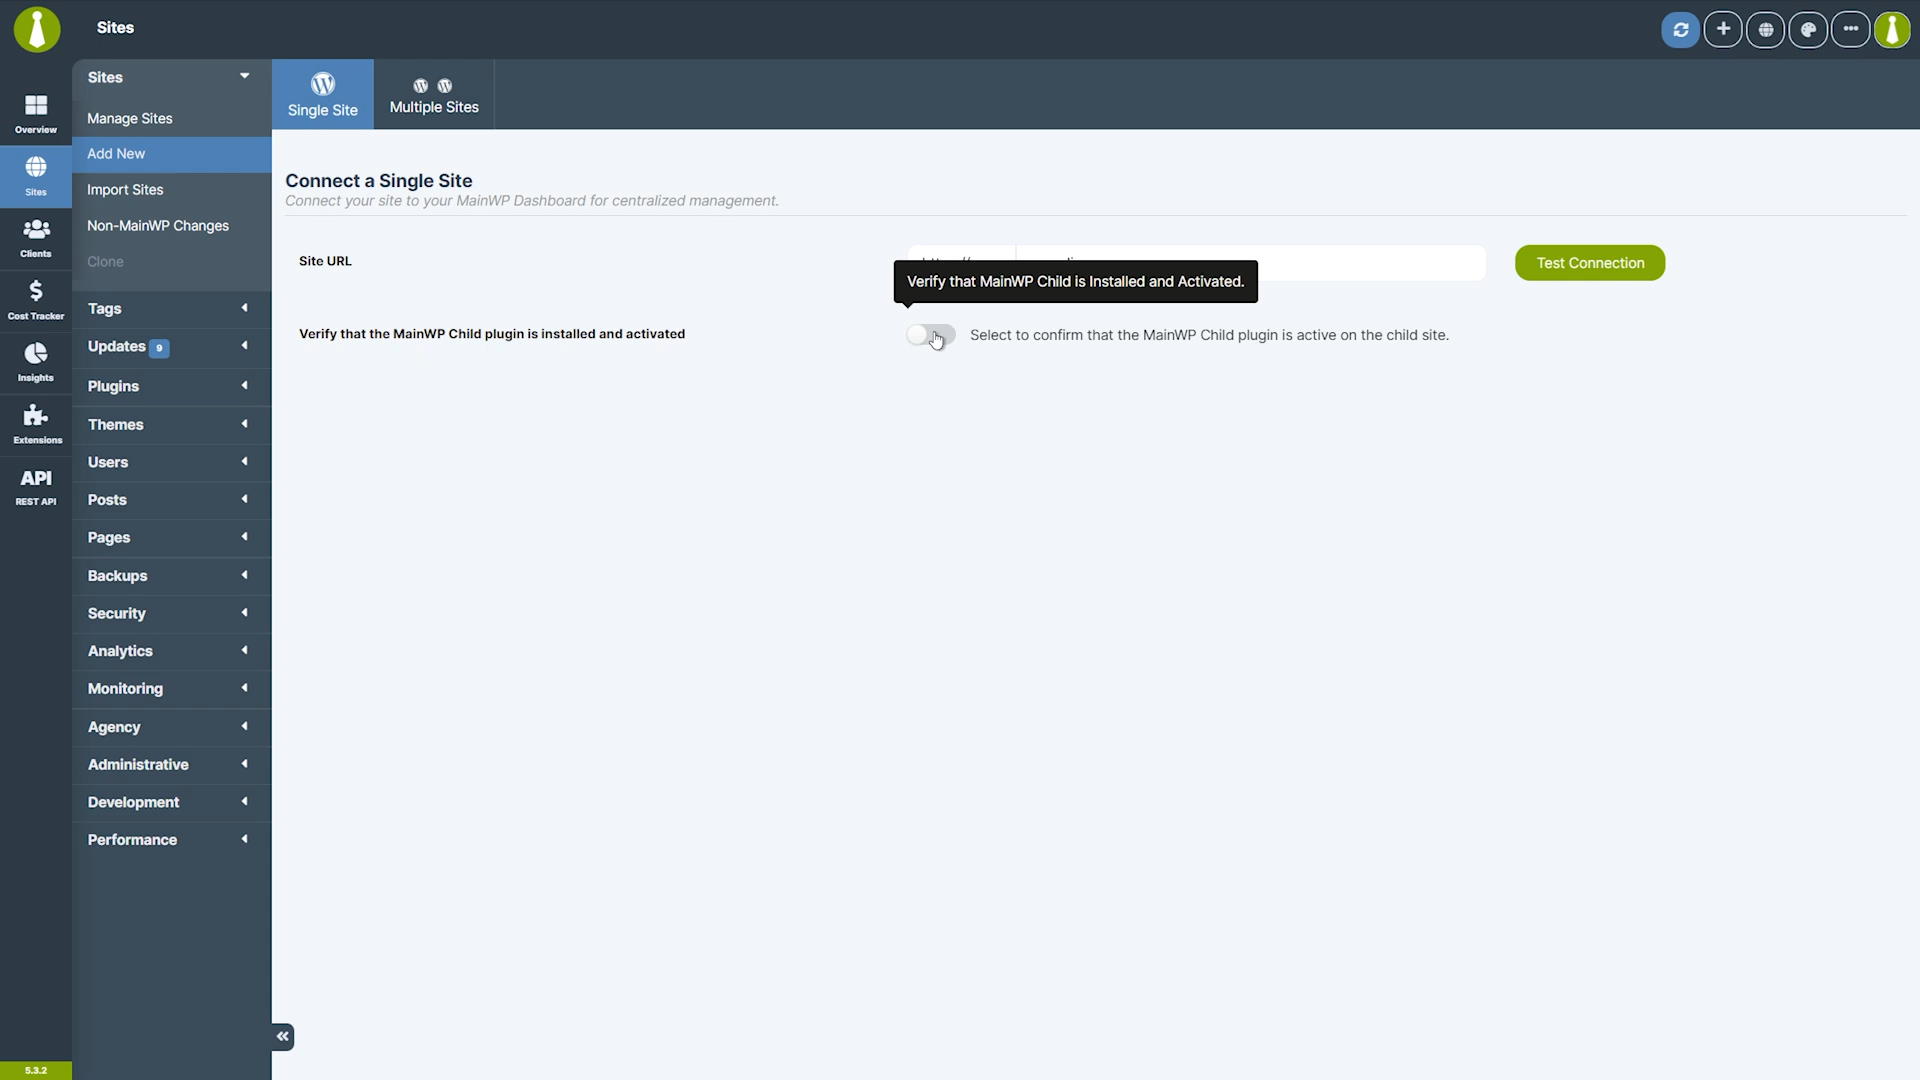 Sites
Sites
Manage Sites
Add New
Import Sites
Non-MainWP Changes
Clone
Tags
Updates 9
Plugins
Themes
Users
Posts
Pages
Backups
Security
Analytics
Monitoring
Agency
Administrative
Development
Performance
Overview
Sites
Clients
Cost Tracker
Insights
Extensions
API
REST API
5.3.2
Single Site
Multiple Sites
Connect a Single Site
Connect your site to your MainWP Dashboard for centralized management.
Site URL
Test Connection
Verify that MainWP Child is Installed and Activated.
Verify that the MainWP Child plugin is installed and activated
Select to confirm that the MainWP Child plugin is active on the child site.